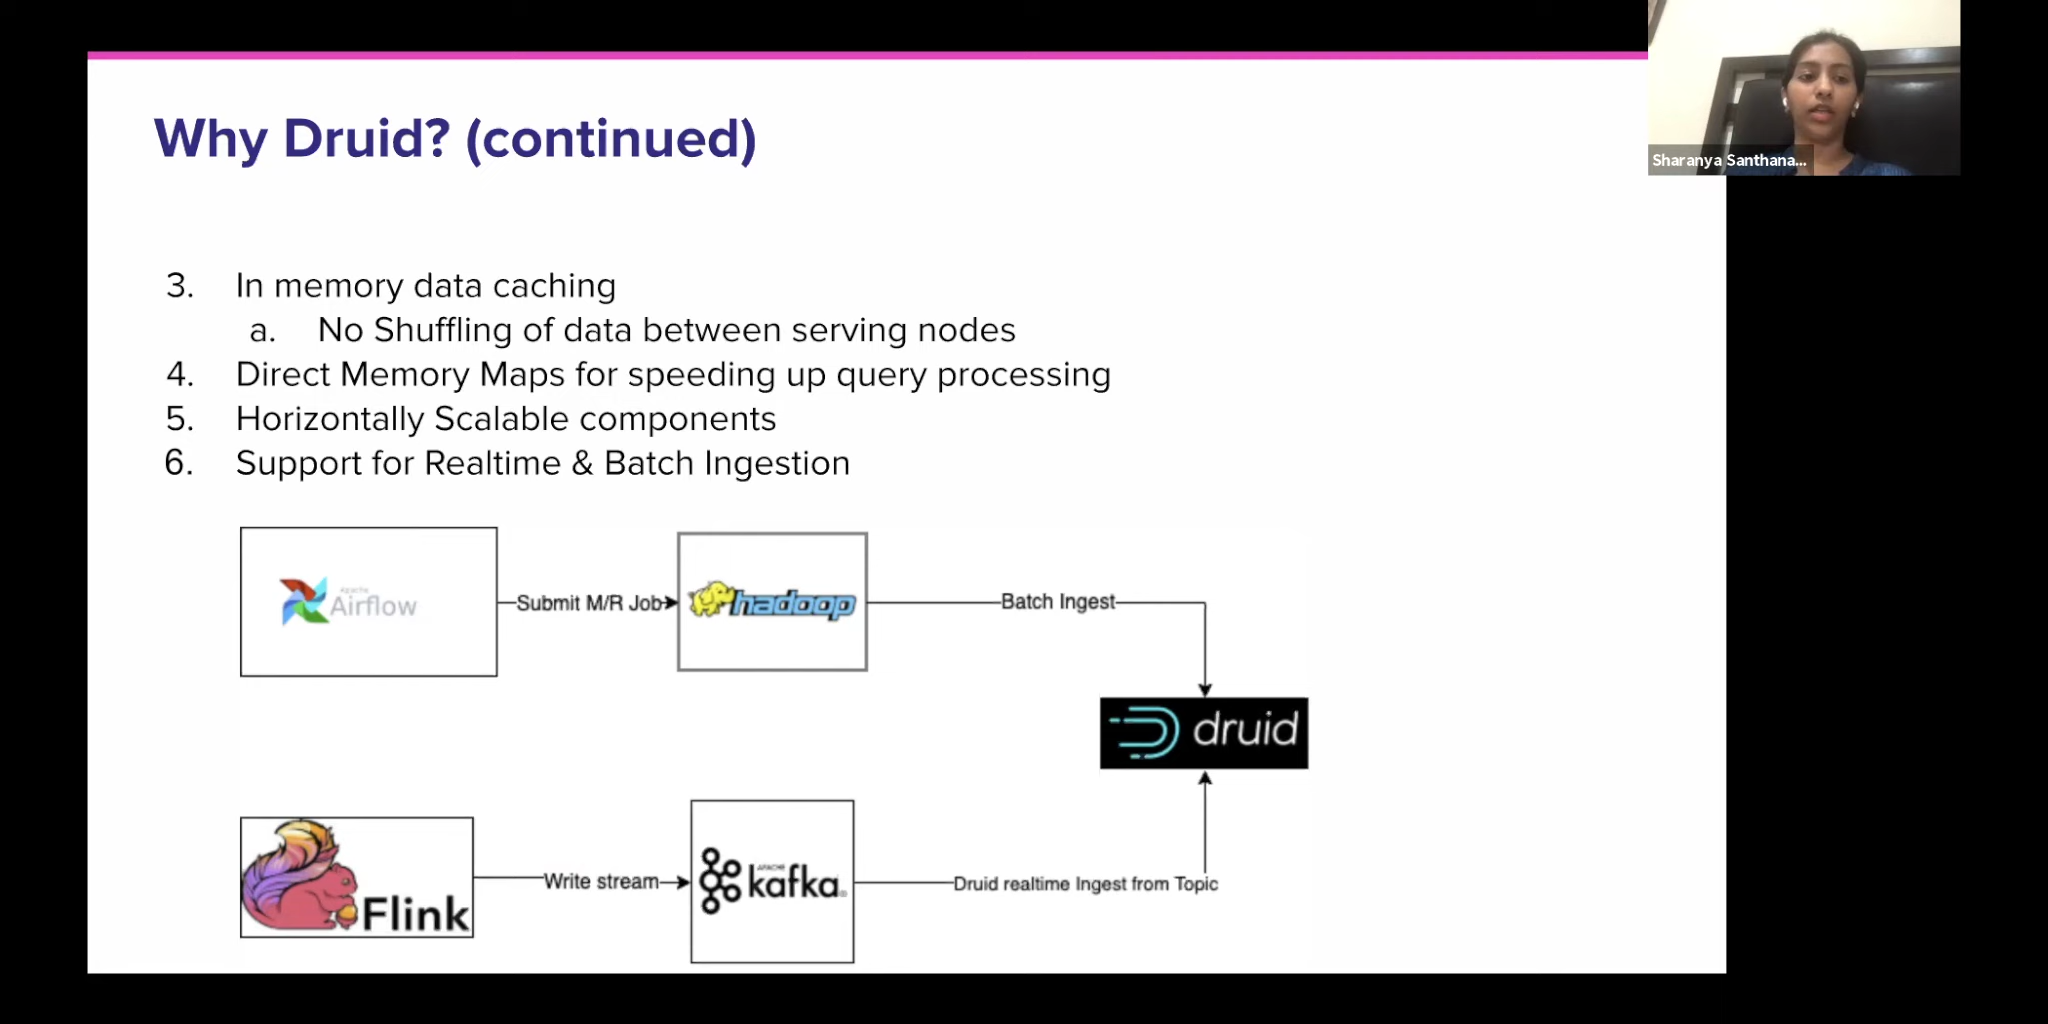 Why Druid? (continued)
Sharanya Santhana...
3. In memory data caching
a. No Shuffling of data between serving nodes
4. Direct Memory Maps for speeding up query processing
5. Horizontally Scalable components
6. Support for Realtime & Batch Ingestion
Apache
Airflow
Submit M/R Job
hadoop
Batch Ingest
druid
Flink
Write stream
APACHE
kafka
Druid realtime Ingest from Topic